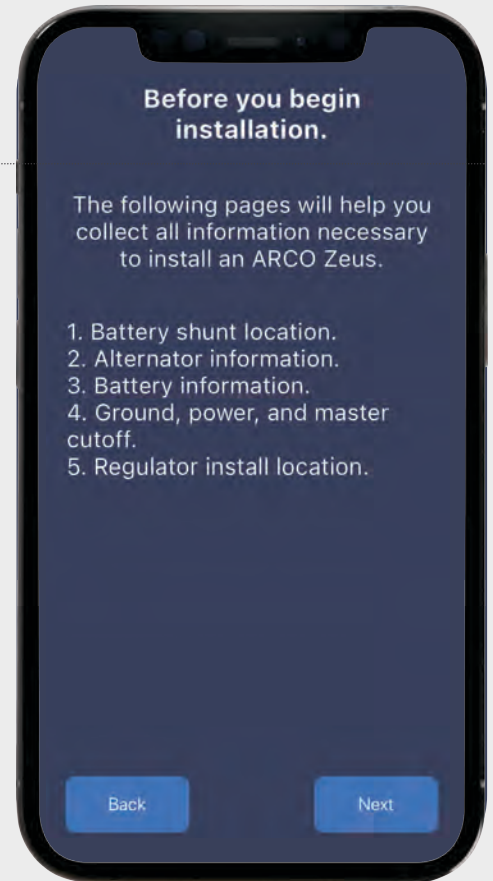 Before you begin
installation.
The following pages will help you
collect all information necessary
to install an ARCO Zeus.
1. Battery shunt location.
2. Alternator information.
3. Battery information.
4. Ground, power, and master
cutoff.
5. Regulator install location.
Back
Next